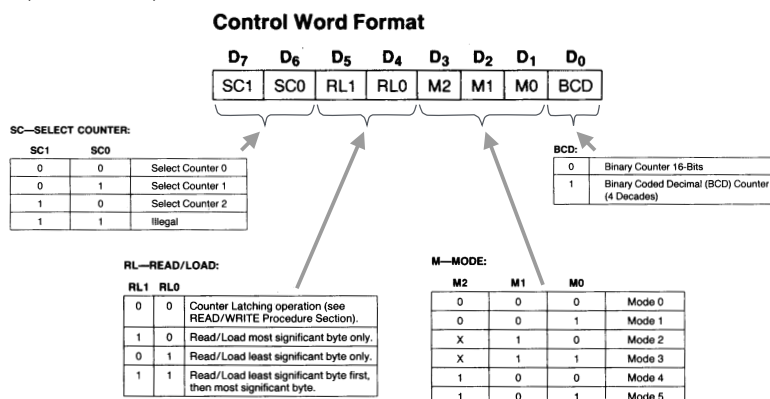 Control Word Format
D7 D6 D5 D4 D3 D2 D1 D0
SC1 SC0 RL1 RL0 M2 M1 M0 BCD
SC—SELECT COUNTER:
SC1 SC0
0 0 Select Counter 0
0 1 Select Counter 1
1 0 Select Counter 2
1 1 Illegal
BCD:
0 Binary Counter 16-Bits
1 Binary Coded Decimal (BCD) Counter
(4 Decades)
RL—READ/LOAD:
RL1 RL0
0 0 Counter Latching operation (see
READ/WRITE Procedure Section).
1 0 Read/Load most significant byte only.
0 1 Read/Load least significant byte only.
1 1 Read/Load least significant byte first,
then most significant byte.
M—MODE:
M2 M1 M0
0 0 0 Mode 0
0 0 1 Mode 1
X 1 0 Mode 2
X 1 1 Mode 3
1 0 0 Mode 4
1 0 1 Mode 5